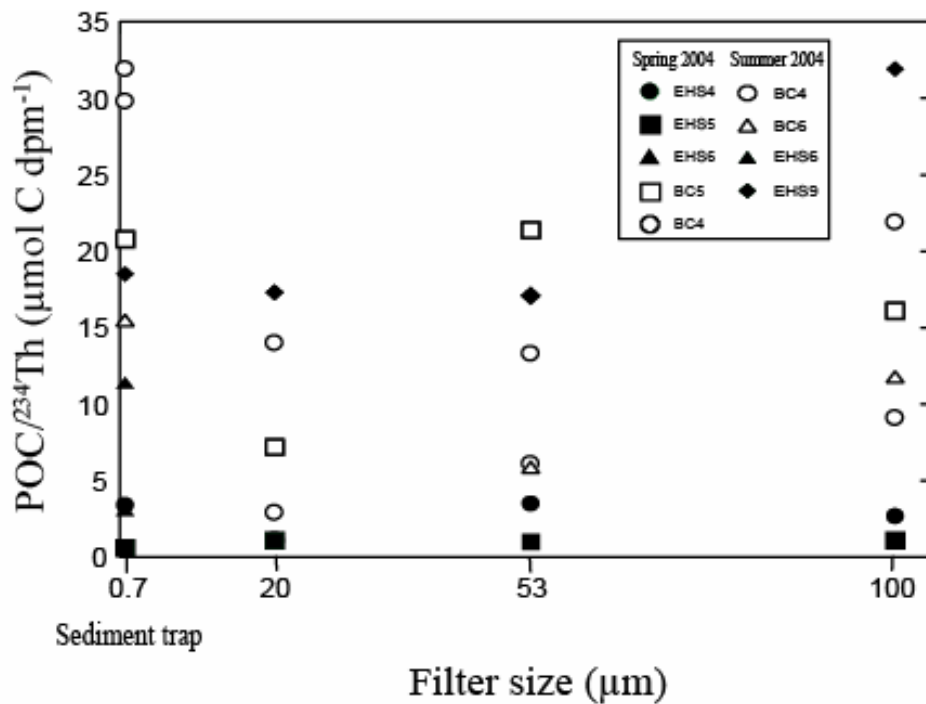 35
30
25
20
15
10
5
0
POC/²³⁴Th (µmol C dpm⁻¹)
Spring 2004 Summer 2004
EHS4 BC4
EHS5 BC6
EHS6 EHS6
BC5 EHS9
BC4
0.7 20 53 100
Sediment trap
Filter size (µm)